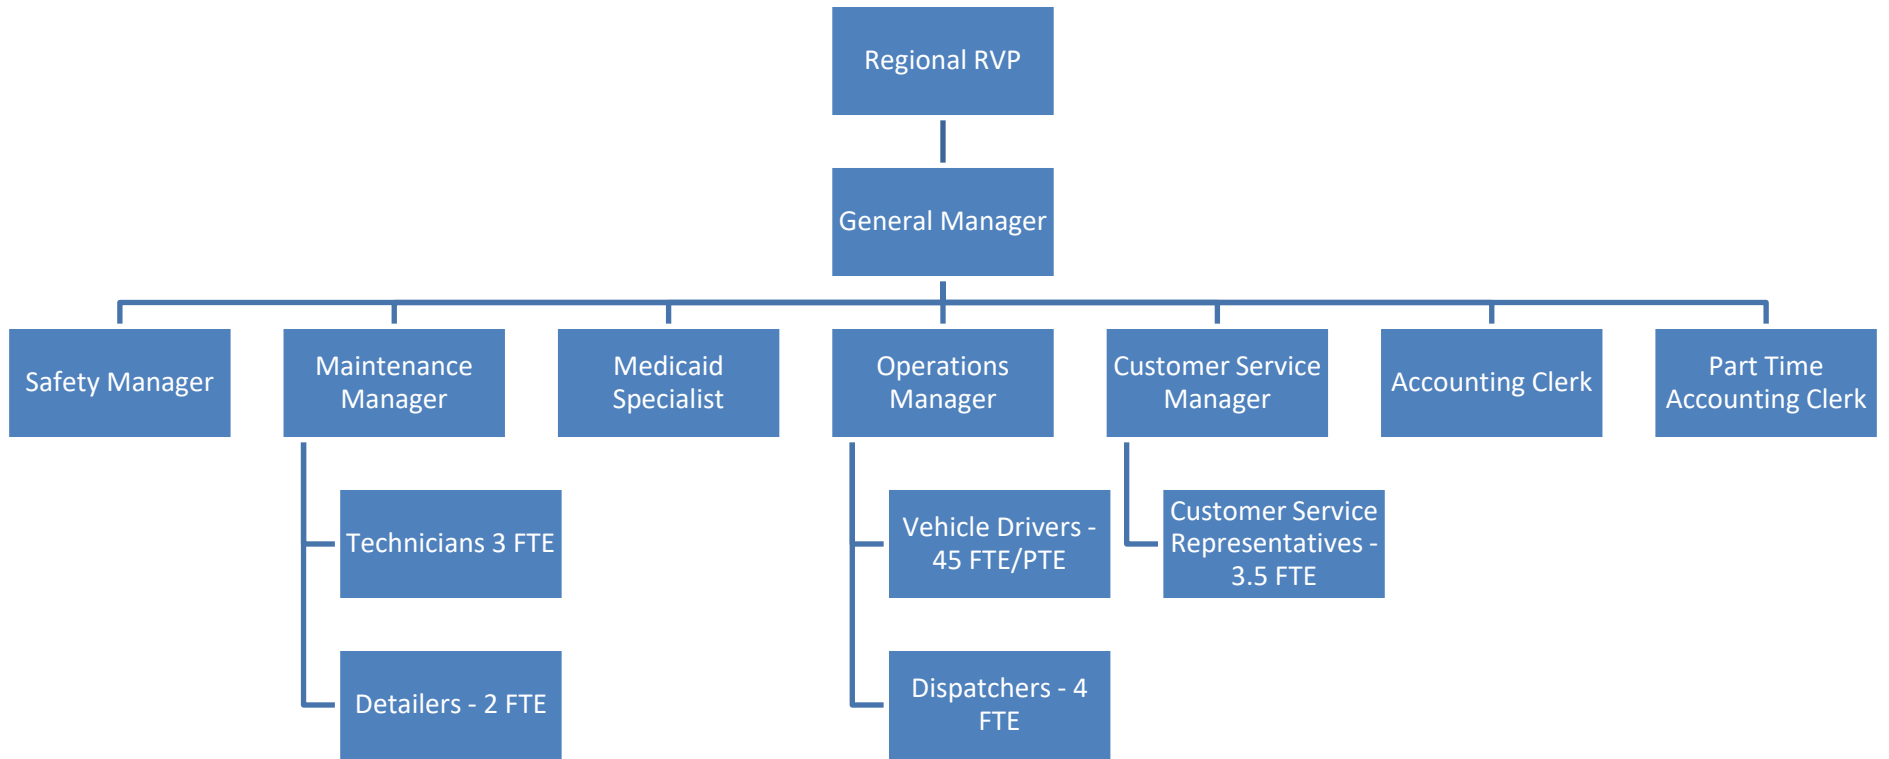 Regional RVP
General Manager
Safety Manager
Maintenance
Manager
Medicaid
Specialist
Operations
Manager
Customer Service
Manager
Accounting Clerk
Part Time
Accounting Clerk
Technicians 3 FTE
Detailers - 2 FTE
Vehicle Drivers -
45 FTE/PTE
Dispatchers - 4
FTE
Customer Service
Representatives -
3.5 FTE